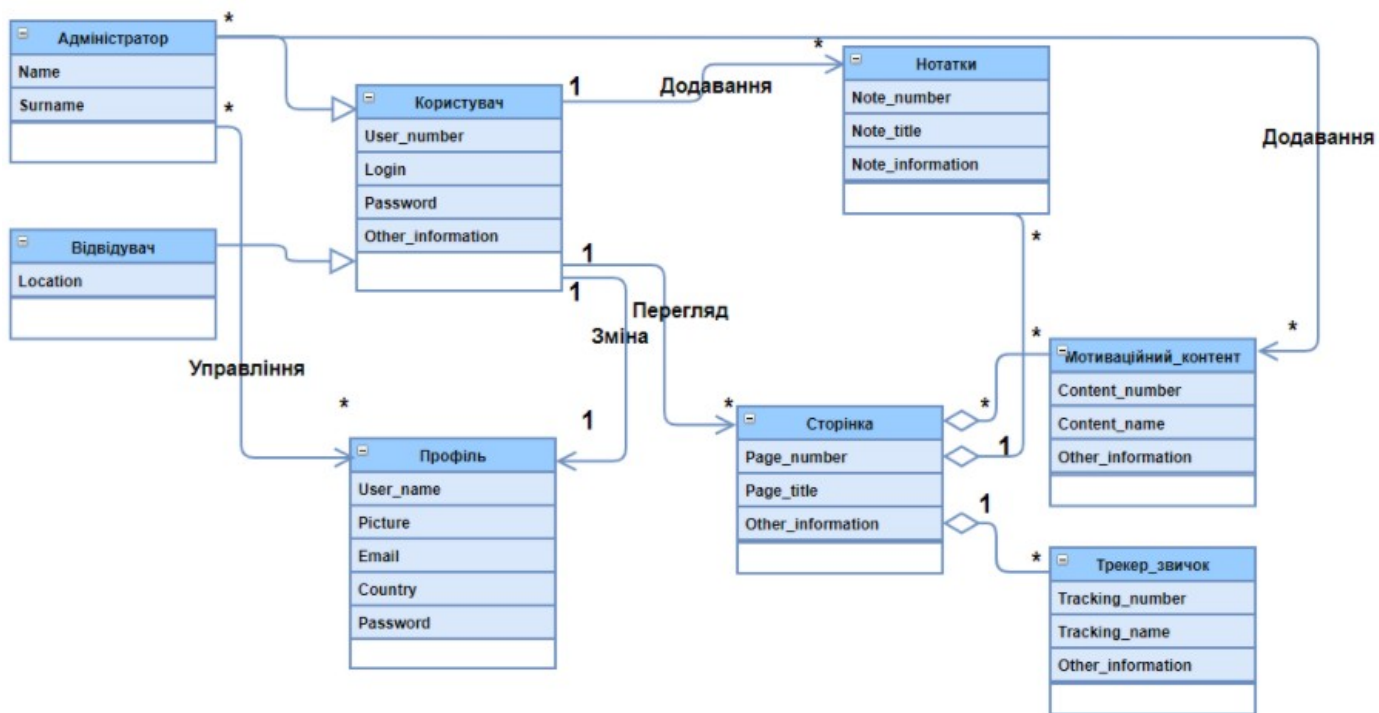 *
Адміністратор
Name
Surname
*
Користувач
User_number
Login
Password
Other_information
1
Додавання
*
Нотатки
Note_number
Note_title
Note_information
*
Додавання
Відвідувач
Location
1
1
Перегляд
Зміна
Управління
*
1
Профіль
User_name
Picture
Email
Country
Password
*
Сторінка
Page_number
Page_title
Other_information
*
1
1
*
*
Мотиваційний_контент
Content_number
Content_name
Other_information
*
Трекер_звичок
Tracking_number
Tracking_name
Other_information